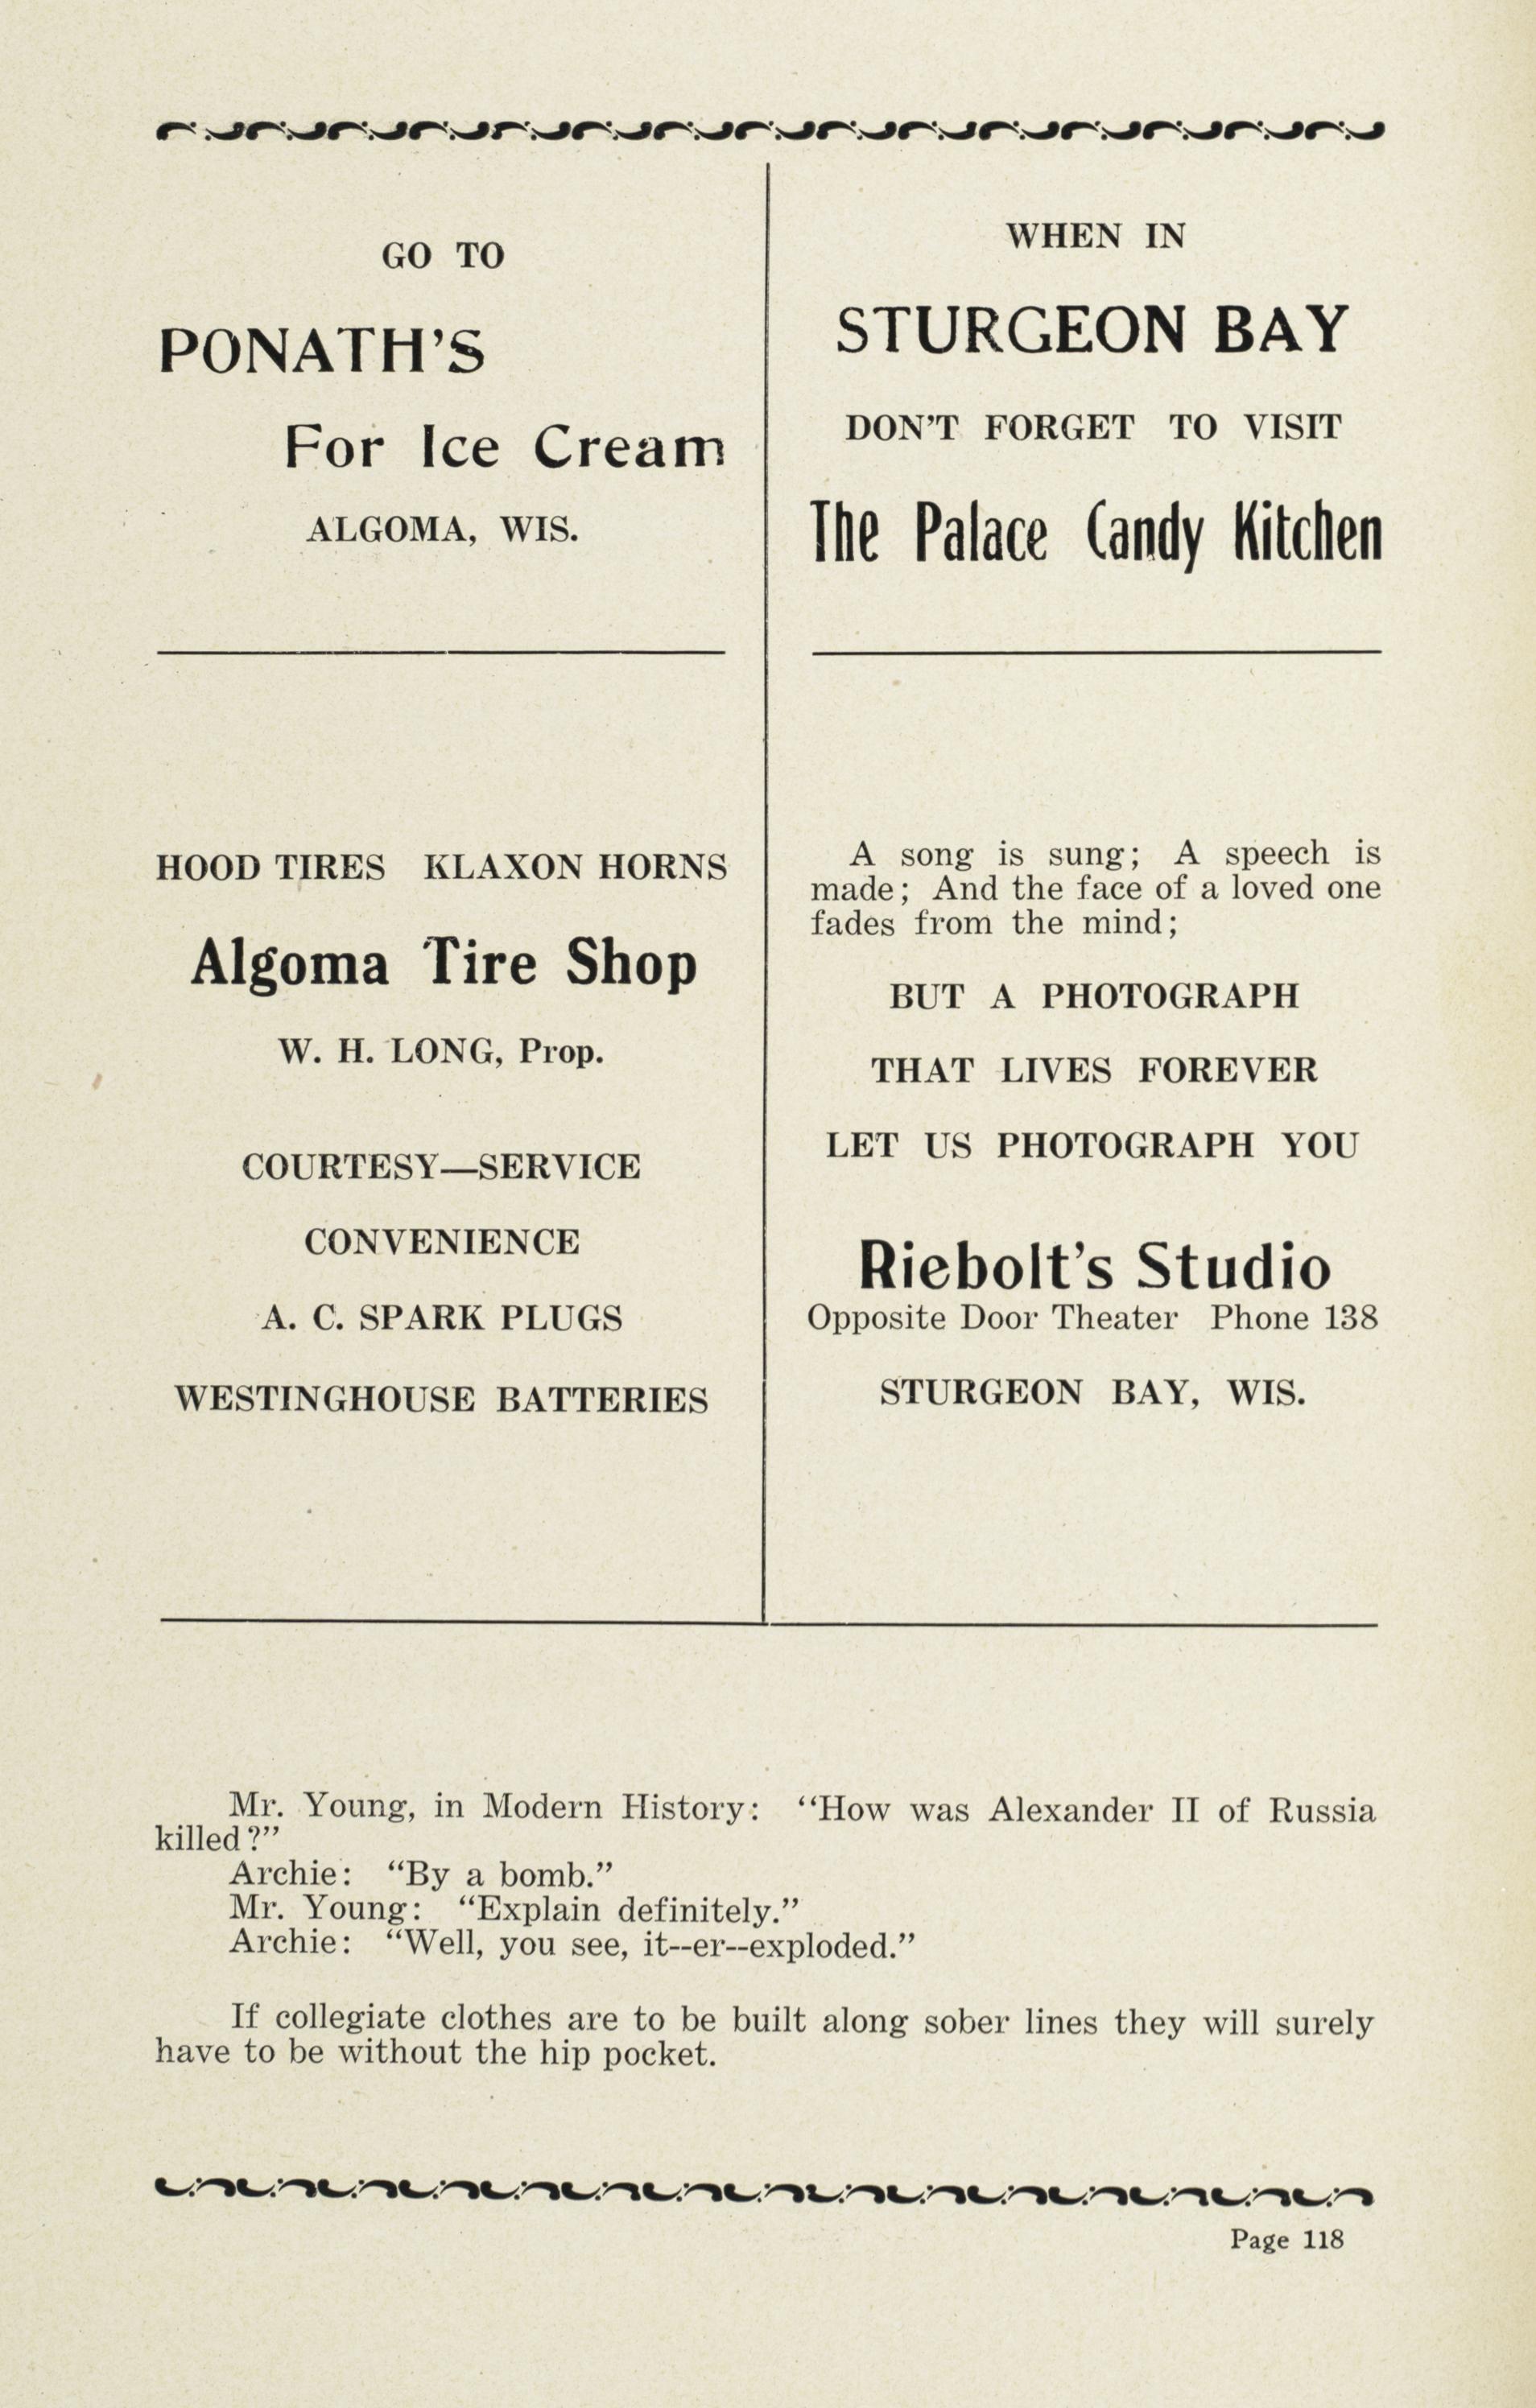 GO TO
PONATH'S
For Ice Cream
ALGOMA, WIS.
WHEN IN
STURGEON BAY
DON'T FORGET TO VISIT
The Palace Candy Kitchen
HOOD TIRES KLAXON HORNS
Algoma Tire Shop
W. H. LONG, Prop.
COURTESY—SERVICE
CONVENIENCE
A. C. SPARK PLUGS
WESTINGHOUSE BATTERIES
A song is sung; A speech is
made; And the face of a loved one
fades from the mind;
BUT A PHOTOGRAPH
THAT LIVES FOREVER
LET US PHOTOGRAPH YOU
Riebolt's Studio
Opposite Door Theater Phone 138
STURGEON BAY, WIS.
Mr. Young, in Modern History: "How was Alexander II of Russia
killed?"
Archie: "By a bomb."
Mr. Young: "Explain definitely."
Archie: "Well, you see, it--er--exploded."
If collegiate clothes are to be built along sober lines they will surely
have to be without the hip pocket.
Page 118